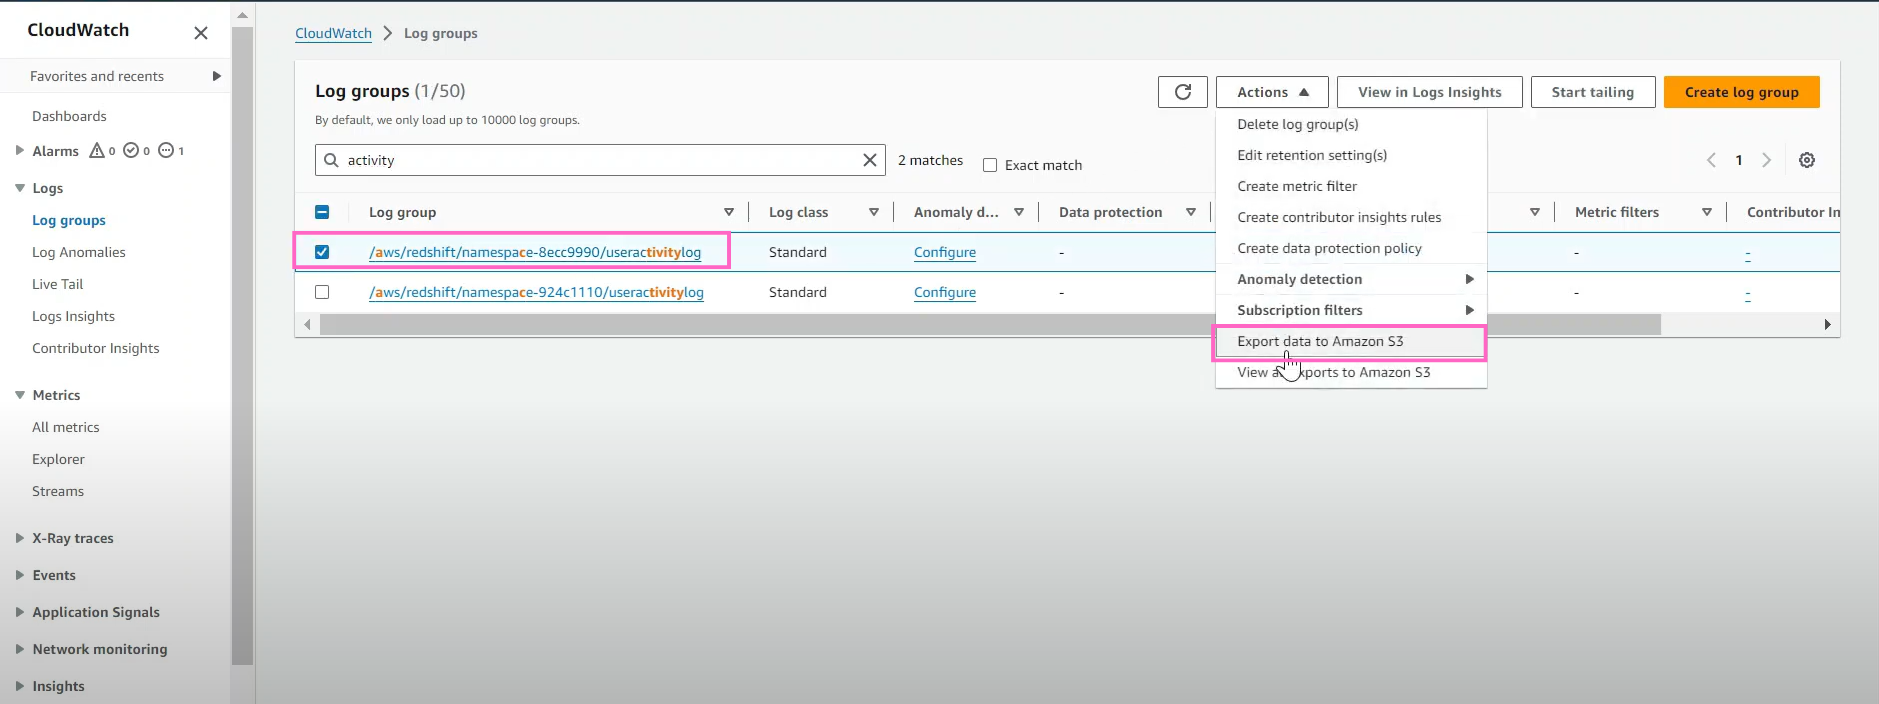 CloudWatch
Favorites and recents
Dashboards
Alarms 0 0 1
Logs
Log groups
Log Anomalies
Live Tail
Logs Insights
Contributor Insights
Metrics
All metrics
Explorer
Streams
X-Ray traces
Events
Application Signals
Network monitoring
Insights
CloudWatch > Log groups
Log groups (1/50)
By default, we only load up to 10000 log groups.
Actions
View in Logs Insights
Start tailing
Create log group
activity
2 matches
Exact match
1
Log group Log class Anomaly d... Data protection Metric filters Contributor In
/aws/redshift/namespace-8ecc9990/useractivitylog Standard Configure - - -
/aws/redshift/namespace-924c1110/useractivitylog Standard Configure - - -
Delete log group(s)
Edit retention setting(s)
Create metric filter
Create contributor insights rules
Create data protection policy
Anomaly detection
Subscription filters
Export data to Amazon S3
View a xports to Amazon S3